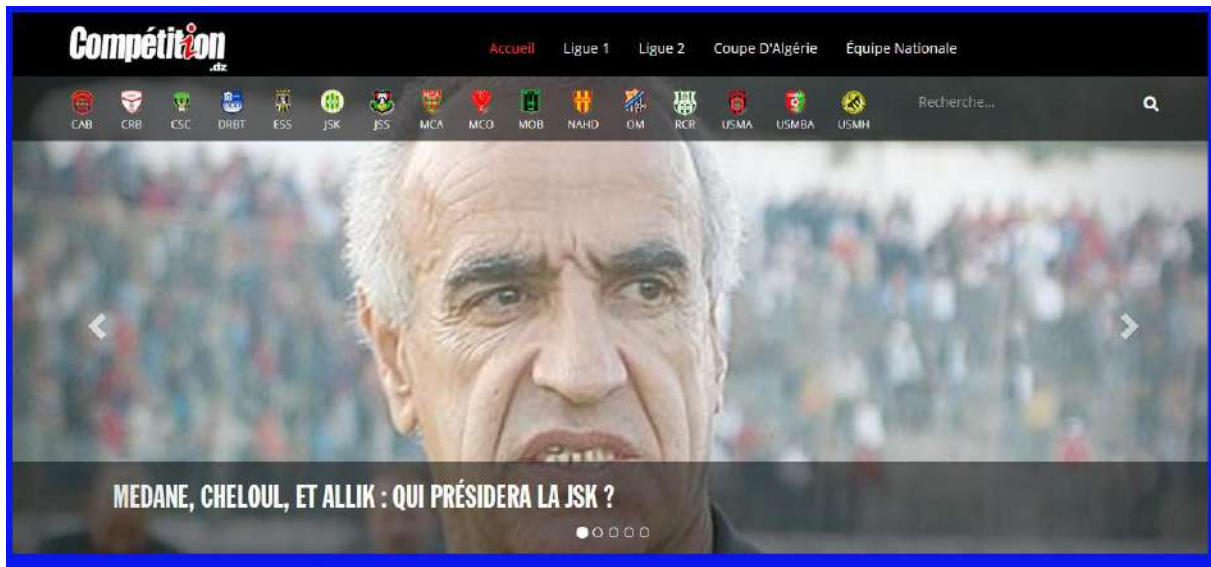 Compétition
.dz
Accueil Ligue 1 Ligue 2 Coupe D'Algérie Équipe Nationale
CAB CRB CSC DRBT ESS JSK JSS MCA MCO MOB NAHD OM RCR USMA USMBA USMH Recherche...
MEDANE, CHELOUL, ET ALLIK : QUI PRÉSIDERA LA JSK ?